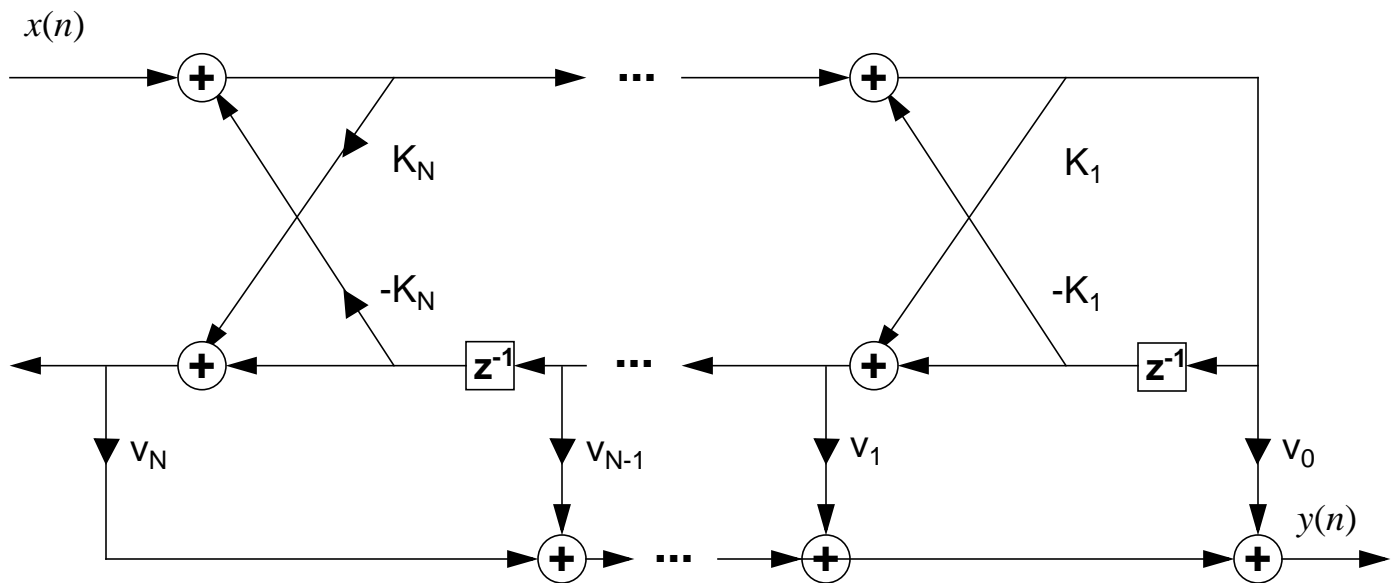 x(n)
+ ... +
K_N K_1
-K_N -K_1
+ z^-1 ... + z^-1
v_N v_N-1 v_1 v_0
y(n)
+ ... + +